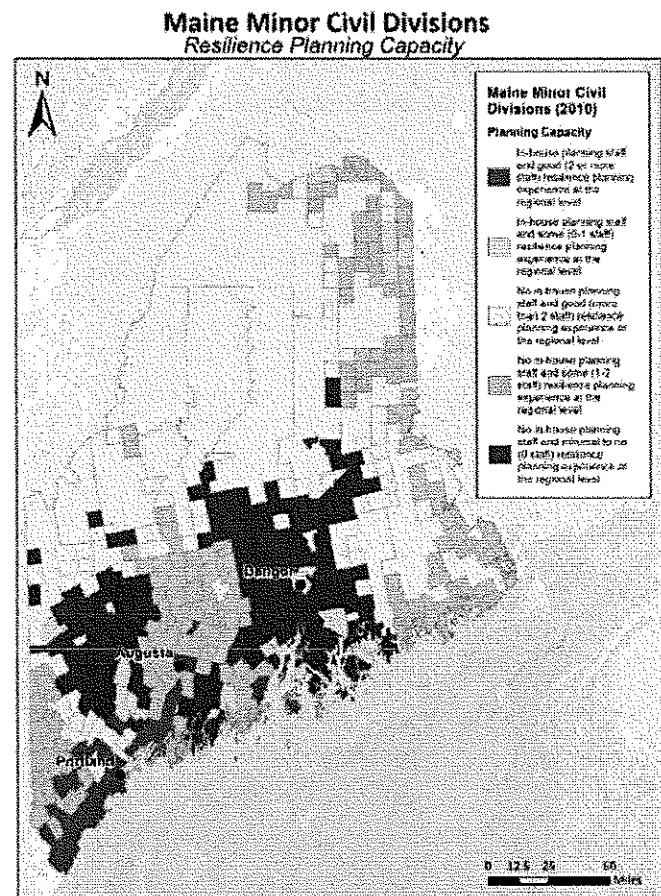 Maine Minor Civil Divisions
Resilience Planning Capacity
N
Maine Minor Civil
Divisions (2010)
Planning Capacity
In-house planning staff
and good (2 or more
staff) resilience planning
experience at the
regional level
In-house planning staff
and some (0-1 staff)
resilience planning
experience at the
regional level
No in-house planning
staff and good (more
than 2 staff) resilience
planning experience at
the regional level
No in-house planning
staff and some (1-2
staff) resilience planning
experience at the
regional level
No in-house planning
staff and minimal to no
(0 staff) resilience
planning experience at
the regional level
Bangor
Augusta
Portland
0 12.5 25 50
Miles